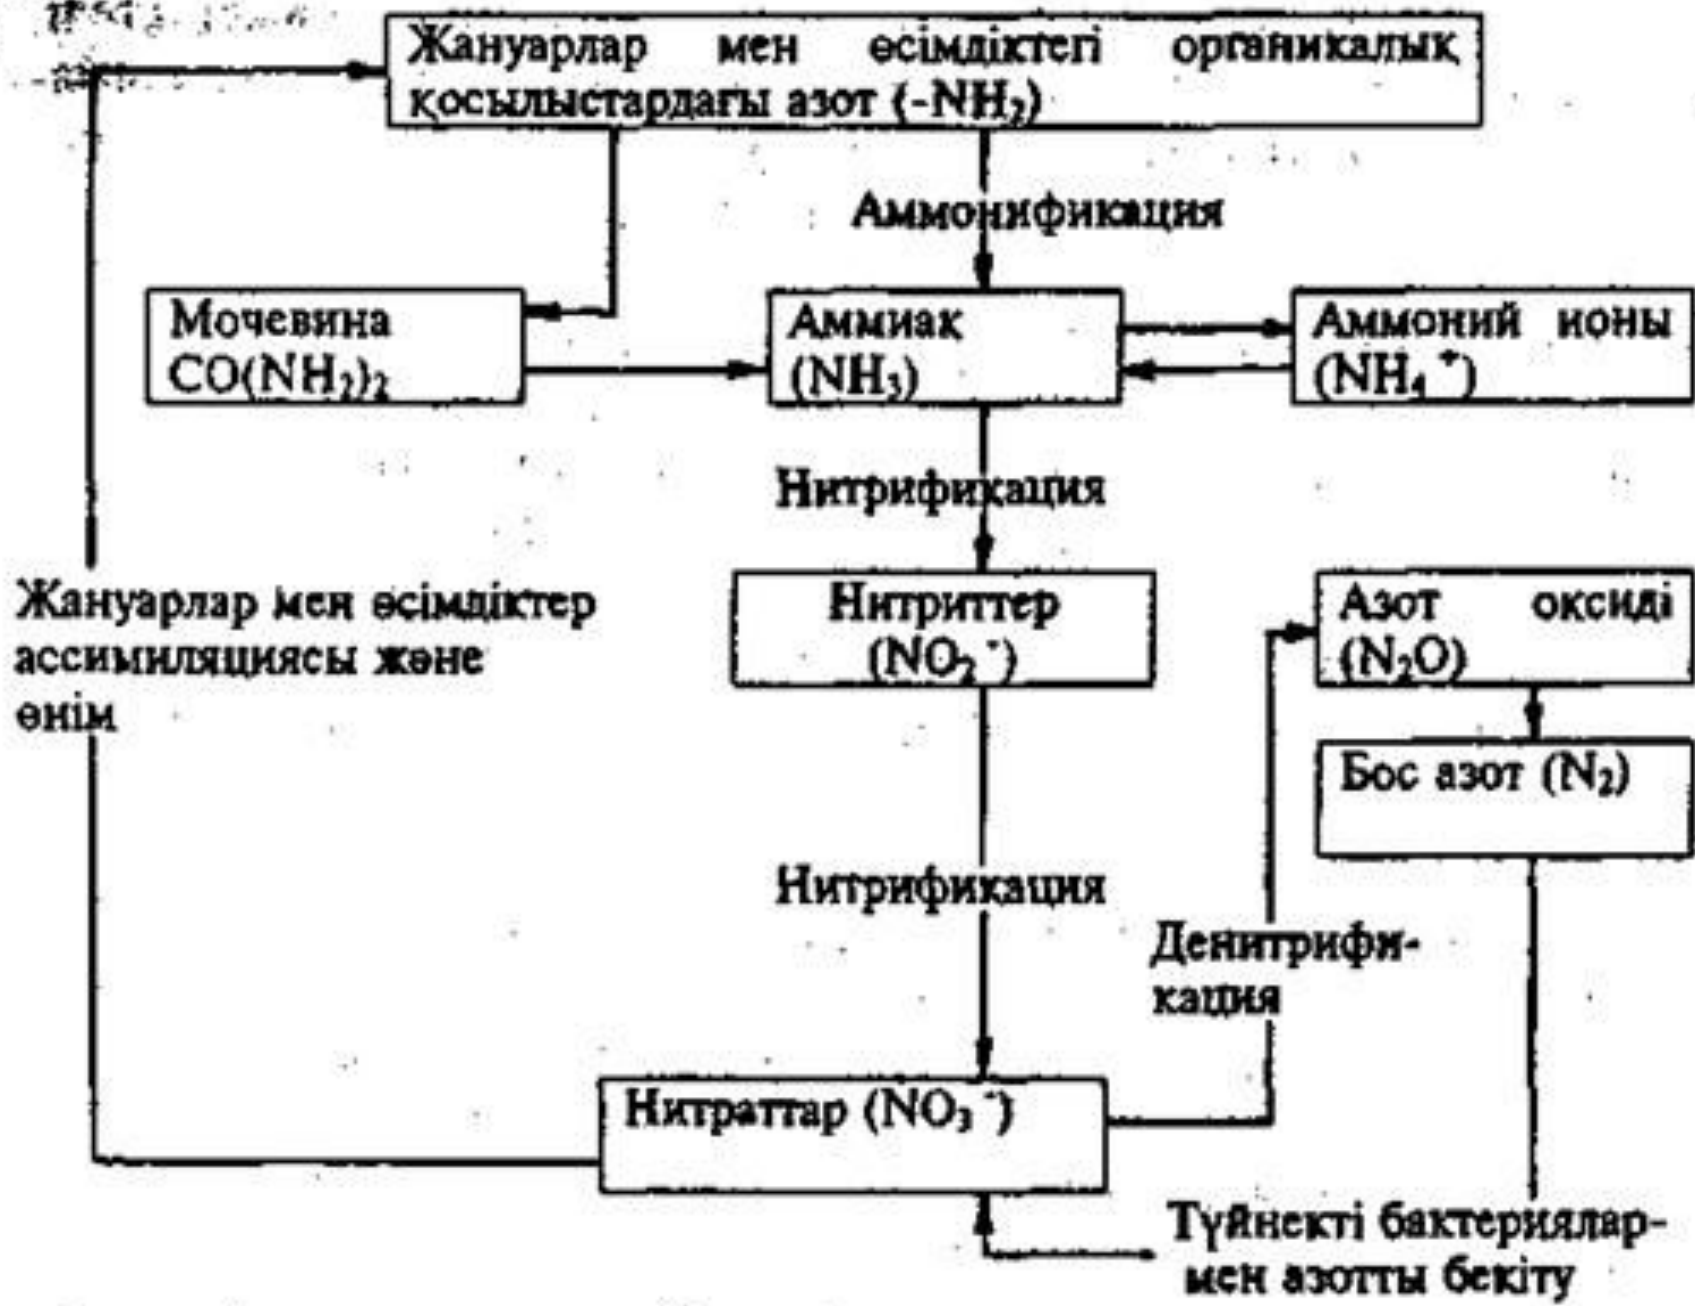 Жануарлар мен өсімдіктегі органикалық
қосылыстардағы азот (-NH₂)
Аммонификация
Мочевина
CO(NH₂)₂
Аммиак
(NH₃)
Аммоний ионы
(NH₄⁺)
Нитрификация
Жануарлар мен өсімдіктер
ассимиляциясы және
өнім
Нитриттер
(NO₂⁻)
Азот оксиді
(N₂O)
Бос азот (N₂)
Нитрификация
Денитрифи-
кация
Нитраттар (NO₃⁻)
Түйнекті бактериялар-
мен азотты бекіту